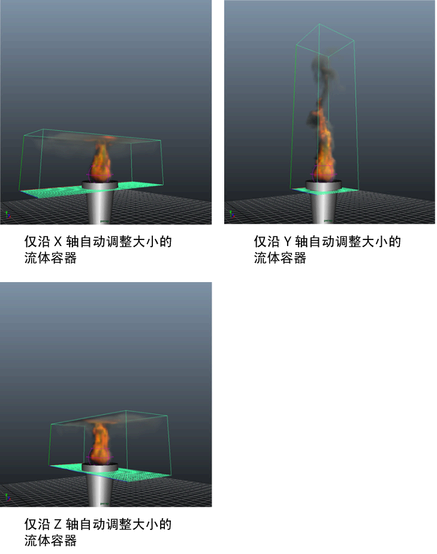 仅沿 X 轴自动调整大小的
流体容器
仅沿 Y 轴自动调整大小的
流体容器
仅沿 Z 轴自动调整大小的
流体容器